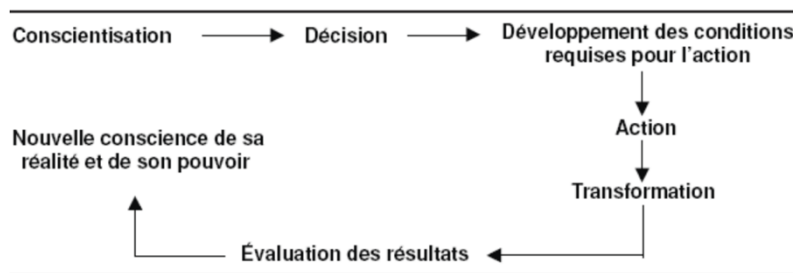 Conscientisation
Décision
Développement des conditions
requises pour l'action
Action
Transformation
Évaluation des résultats
Nouvelle conscience de sa
réalité et de son pouvoir